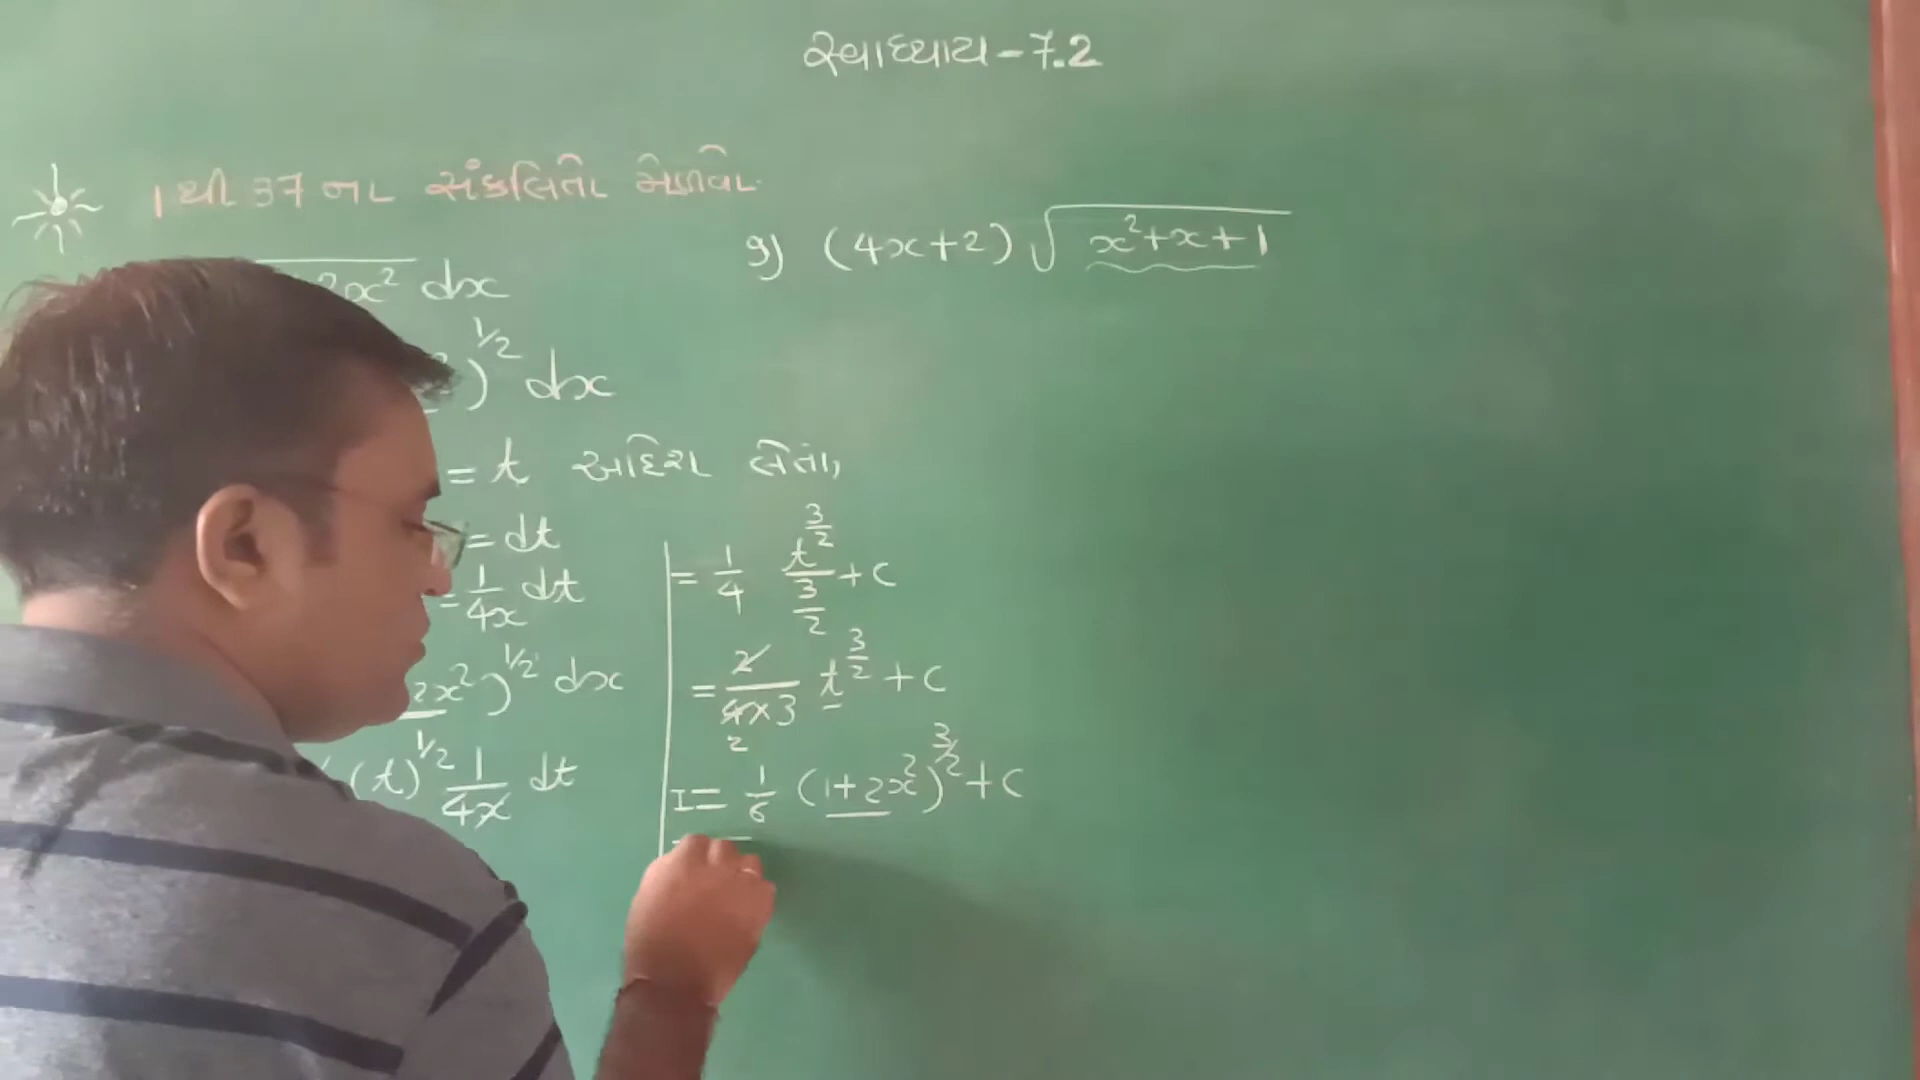 સ્વાધ્યાય - 7.2
1 થી 37 ના સંકલિતો મેળવો.
2x² dx
)^{1/2} dx
= t આદેશ લેતા,
= dt
= 1/4x dt
2x²)^{1/2} dx
(t)^{1/2} 1/4x dt
= 1/4 t^{3/2}/(3/2) + c
= 2/(4×3) t^{3/2} + c
2
I = 1/6 (1+2x²)^{3/2} + c
9) (4x+2) √(x²+x+1)